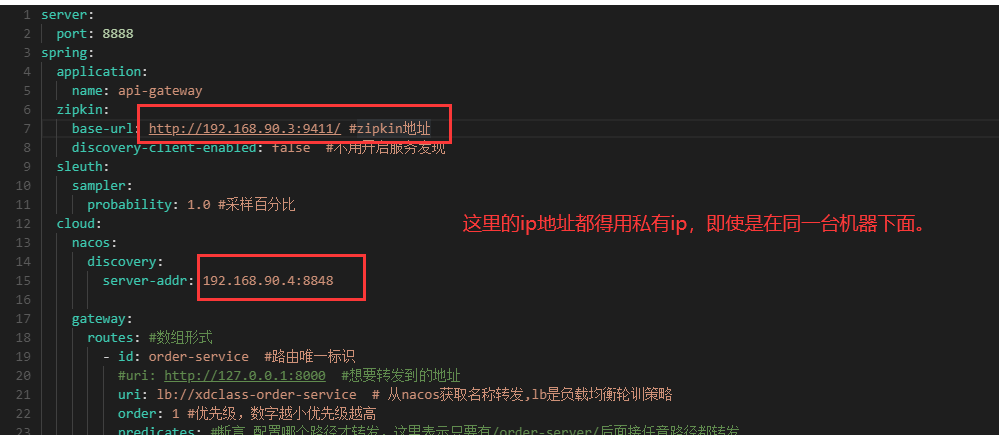 1 server:
2 port: 8888
3 spring:
4 application:
5 name: api-gateway
6 zipkin:
7 base-url: http://192.168.90.3:9411/ #zipkin地址
8 discovery-client-enabled: false #不用开启服务发现
9 sleuth:
10 sampler:
11 probability: 1.0 #采样百分比
这里的ip地址都得用私有ip，即使是在同一台机器下面。
12 cloud:
13 nacos:
14 discovery:
15 server-addr: 192.168.90.4:8848
16
17 gateway:
18 routes: #数组形式
19 - id: order-service #路由唯一标识
20 #uri: http://127.0.0.1:8000 #想要转发到的地址
21 uri: lb://xdclass-order-service # 从nacos获取名称转发,lb是负载均衡轮训策略
22 order: 1 #优先级，数字越小优先级越高
predicates: #断言 配置哪个路径才转发，这里表示只要有/order-server/后面接任意路径都转发